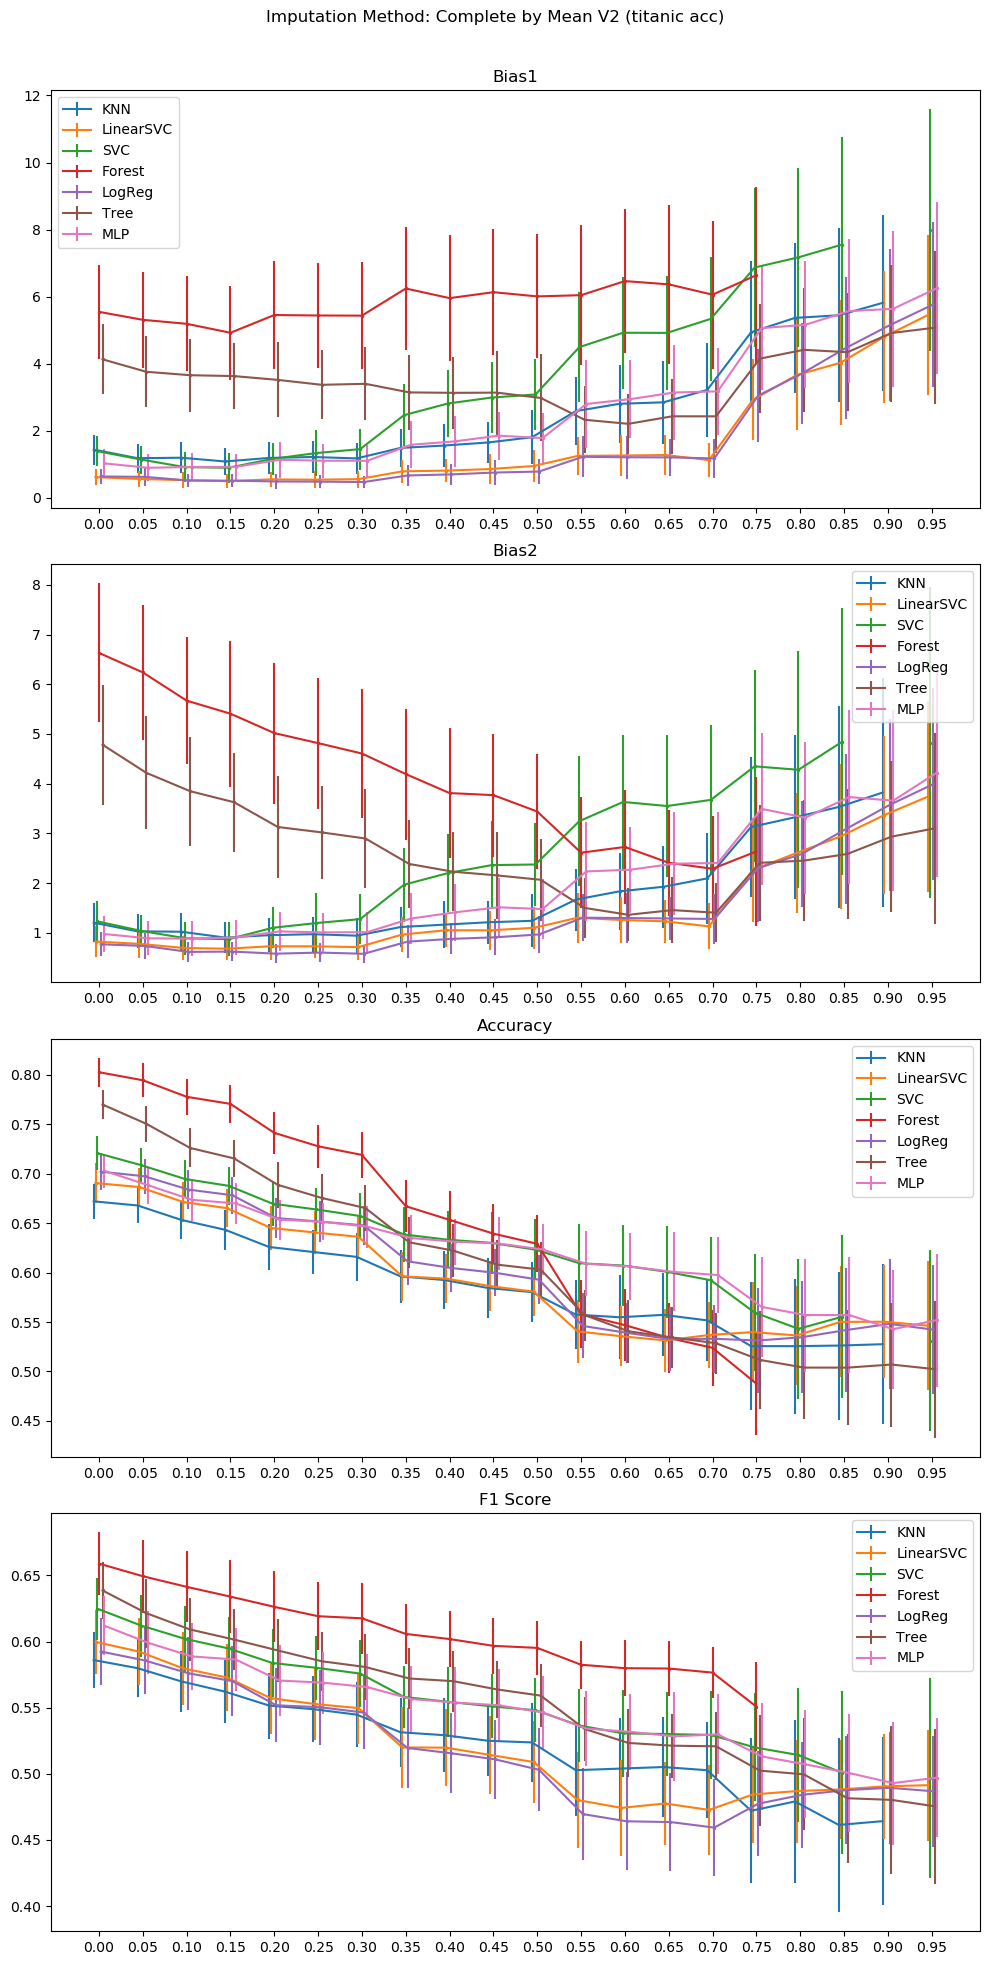 Imputation Method: Complete by Mean V2 (titanic acc)
Bias1
12
10
8
6
4
2
0
KNN
LinearSVC
SVC
Forest
LogReg
Tree
MLP
0.00 0.05 0.10 0.15 0.20 0.25 0.30 0.35 0.40 0.45 0.50 0.55 0.60 0.65 0.70 0.75 0.80 0.85 0.90 0.95
Bias2
8
7
6
5
4
3
2
1
KNN
LinearSVC
SVC
Forest
LogReg
Tree
MLP
0.00 0.05 0.10 0.15 0.20 0.25 0.30 0.35 0.40 0.45 0.50 0.55 0.60 0.65 0.70 0.75 0.80 0.85 0.90 0.95
Accuracy
0.80
0.75
0.70
0.65
0.60
0.55
0.50
0.45
KNN
LinearSVC
SVC
Forest
LogReg
Tree
MLP
0.00 0.05 0.10 0.15 0.20 0.25 0.30 0.35 0.40 0.45 0.50 0.55 0.60 0.65 0.70 0.75 0.80 0.85 0.90 0.95
F1 Score
0.65
0.60
0.55
0.50
0.45
0.40
KNN
LinearSVC
SVC
Forest
LogReg
Tree
MLP
0.00 0.05 0.10 0.15 0.20 0.25 0.30 0.35 0.40 0.45 0.50 0.55 0.60 0.65 0.70 0.75 0.80 0.85 0.90 0.95